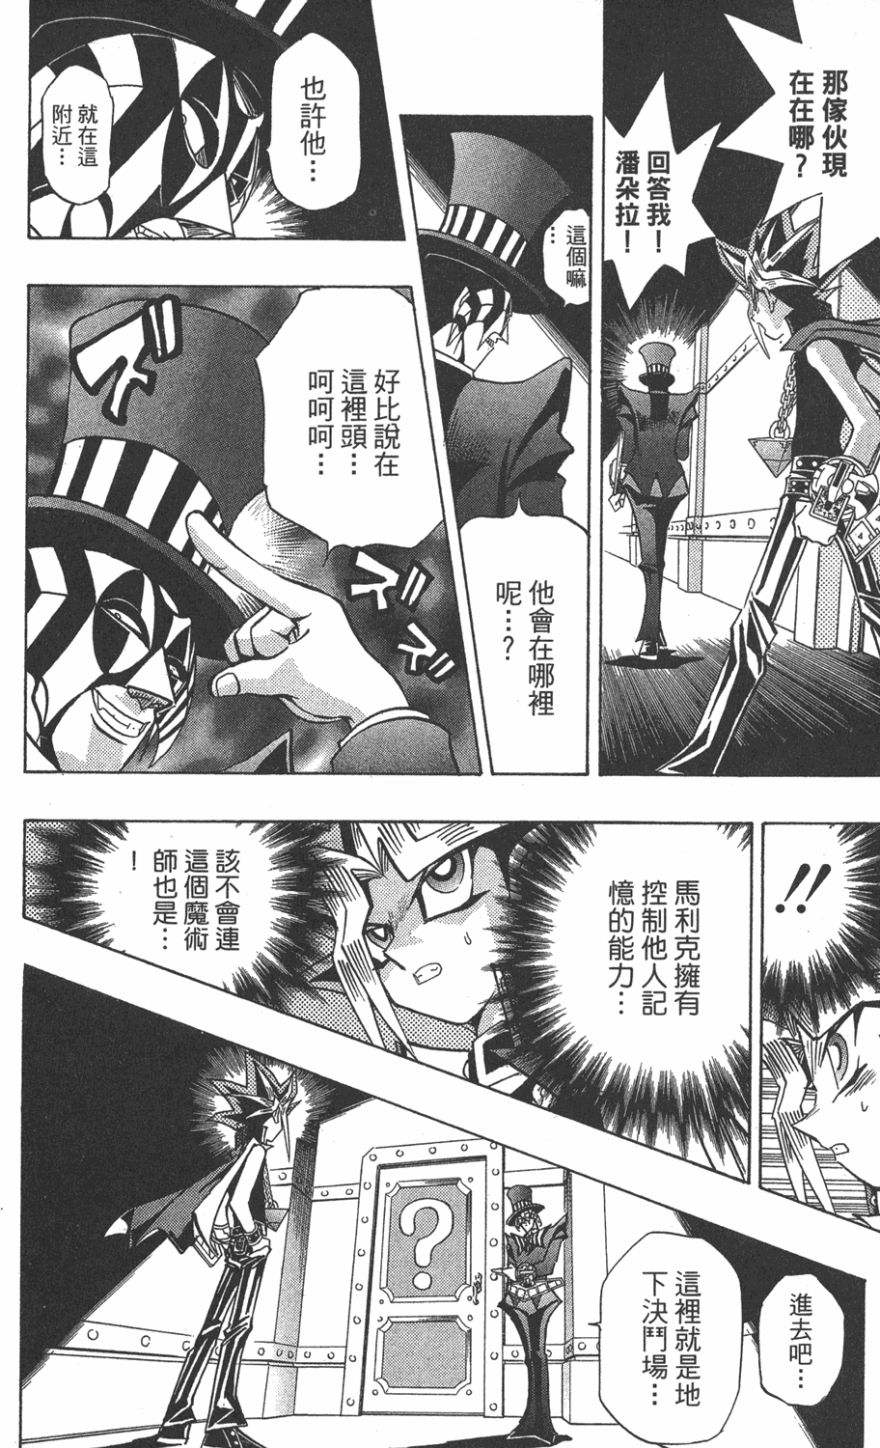 那傢伙現
在在哪？
回答我！
潘朵拉！
這個嘛
…
他會在哪裡
呢…？
也許他…
就在這
附近…
好比說在
這裡頭…
呵呵呵…
！！
馬利克擁有
控制他人記
憶的能力…
該不會連
這個魔術
師也是…
！
進去吧…
這裡就是地
下決鬥場…
?